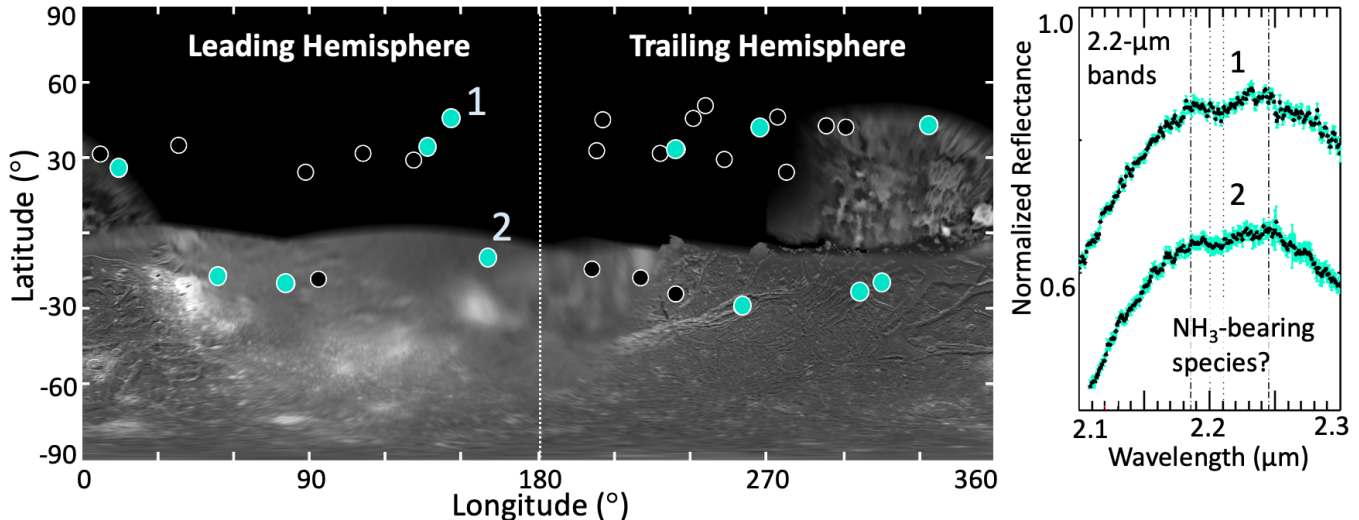 90
60
30
-30
-60
-90
Latitude (°)
Leading Hemisphere
Trailing Hemisphere
1
2
0
90
180
270
360
Longitude (°)
1.0
0.6
Normalized Reflectance
2.2-µm
bands
1
2
NH₃-bearing
species?
2.1
2.2
2.3
Wavelength (µm)